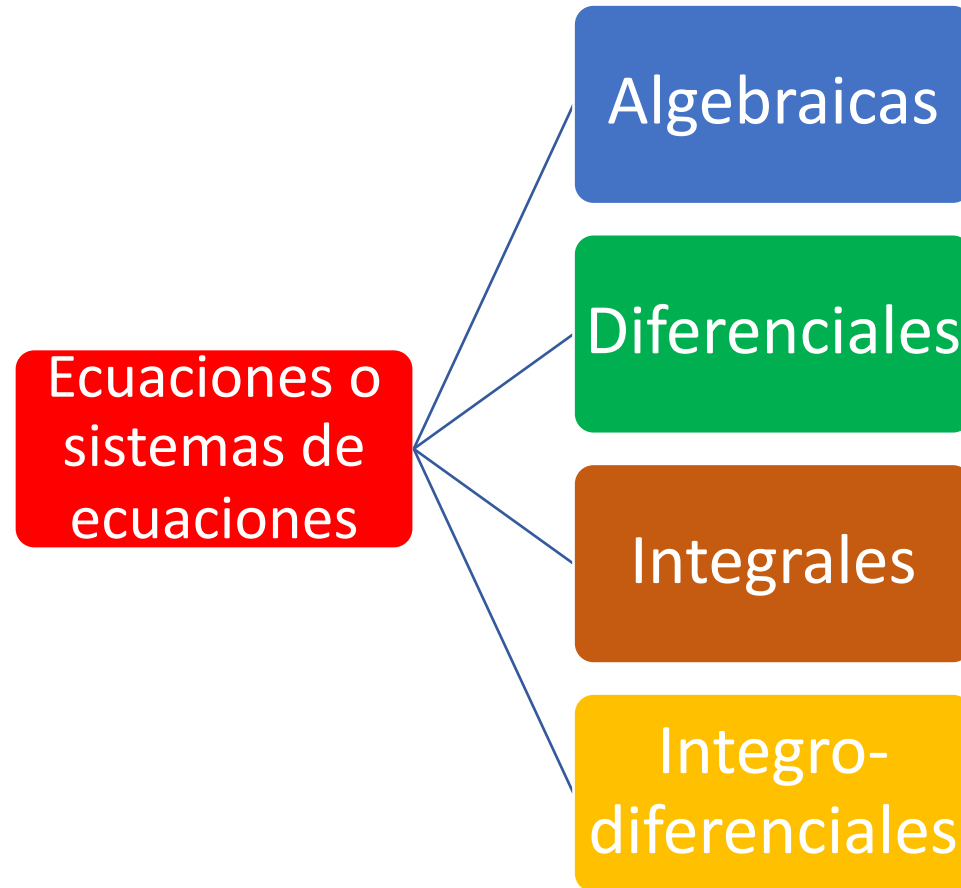 Algebraicas
Diferenciales
Ecuaciones o
sistemas de
ecuaciones
Integrales
Integro-
diferenciales